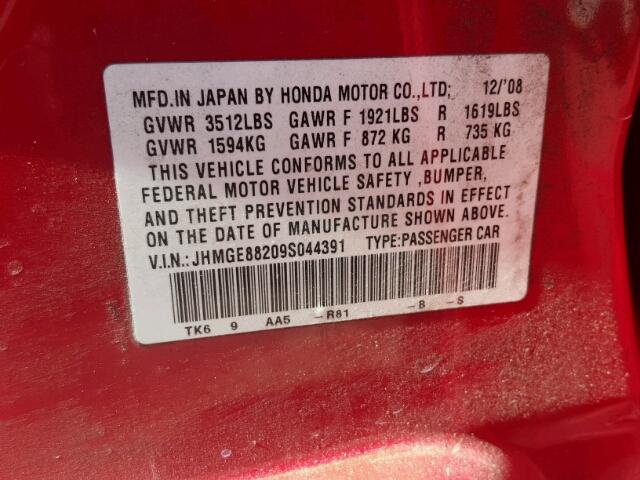 MFD.IN JAPAN BY HONDA MOTOR CO.,LTD; 12/'08
GVWR 3512LBS GAWR F 1921LBS R 1619LBS
GVWR 1594KG GAWR F 872 KG R 735 KG
THIS VEHICLE CONFORMS TO ALL APPLICABLE
FEDERAL MOTOR VEHICLE SAFETY ,BUMPER,
AND THEFT PREVENTION STANDARDS IN EFFECT
ON THE DATE OF MANUFACTURE SHOWN ABOVE.
V.I.N.: JHMGE88209S044391 TYPE:PASSENGER CAR
TK6 9 AA5 -R81 -B -S